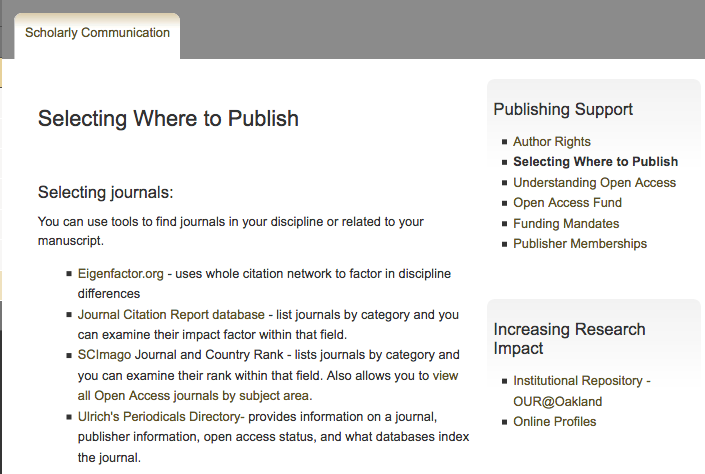 Scholarly Communication
Selecting Where to Publish
Selecting journals:
You can use tools to find journals in your discipline or related to your
manuscript.
Eigenfactor.org - uses whole citation network to factor in discipline
differences
Journal Citation Report database - list journals by category and you
can examine their impact factor within that field.
SCImago Journal and Country Rank - lists journals by category and
you can examine their rank within that field. Also allows you to view
all Open Access journals by subject area.
Ulrich's Periodicals Directory- provides information on a journal,
publisher information, open access status, and what databases index
the journal.
Publishing Support
Author Rights
Selecting Where to Publish
Understanding Open Access
Open Access Fund
Funding Mandates
Publisher Memberships
Increasing Research
Impact
Institutional Repository -
OUR@Oakland
Online Profiles